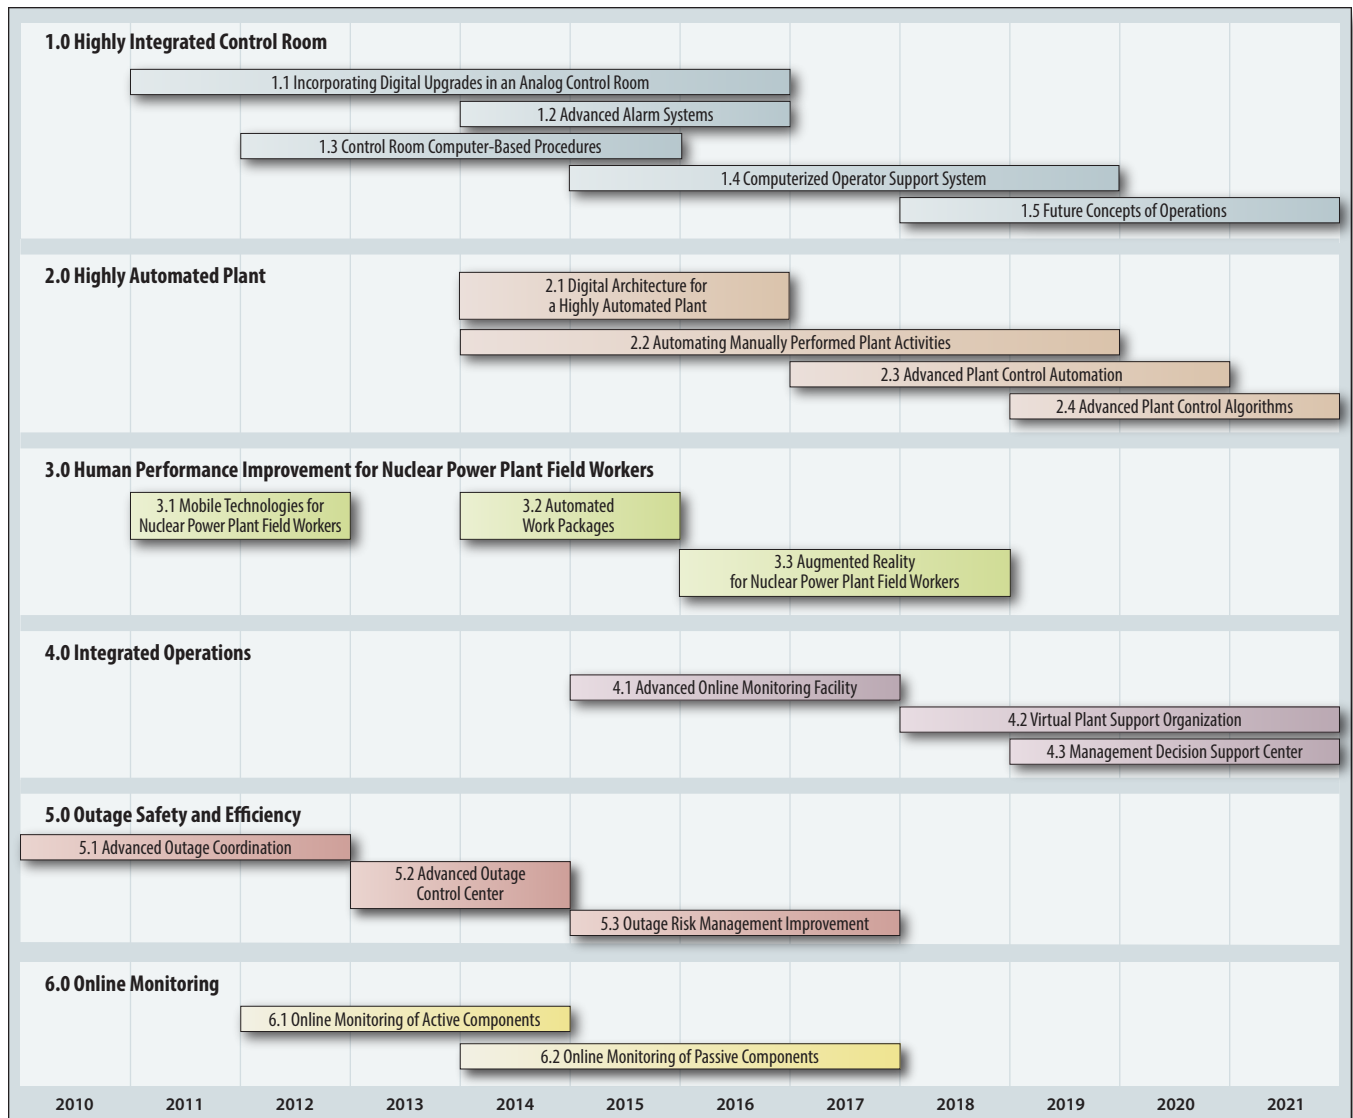 1.0 Highly Integrated Control Room
1.1 Incorporating Digital Upgrades in an Analog Control Room
1.2 Advanced Alarm Systems
1.3 Control Room Computer-Based Procedures
1.4 Computerized Operator Support System
1.5 Future Concepts of Operations
2.0 Highly Automated Plant
2.1 Digital Architecture for
a Highly Automated Plant
2.2 Automating Manually Performed Plant Activities
2.3 Advanced Plant Control Automation
2.4 Advanced Plant Control Algorithms
3.0 Human Performance Improvement for Nuclear Power Plant Field Workers
3.1 Mobile Technologies for
Nuclear Power Plant Field Workers
3.2 Automated
Work Packages
3.3 Augmented Reality
for Nuclear Power Plant Field Workers
4.0 Integrated Operations
4.1 Advanced Online Monitoring Facility
4.2 Virtual Plant Support Organization
4.3 Management Decision Support Center
5.0 Outage Safety and Efficiency
5.1 Advanced Outage Coordination
5.2 Advanced Outage
Control Center
5.3 Outage Risk Management Improvement
6.0 Online Monitoring
6.1 Online Monitoring of Active Components
6.2 Online Monitoring of Passive Components
2010 2011 2012 2013 2014 2015 2016 2017 2018 2019 2020 2021